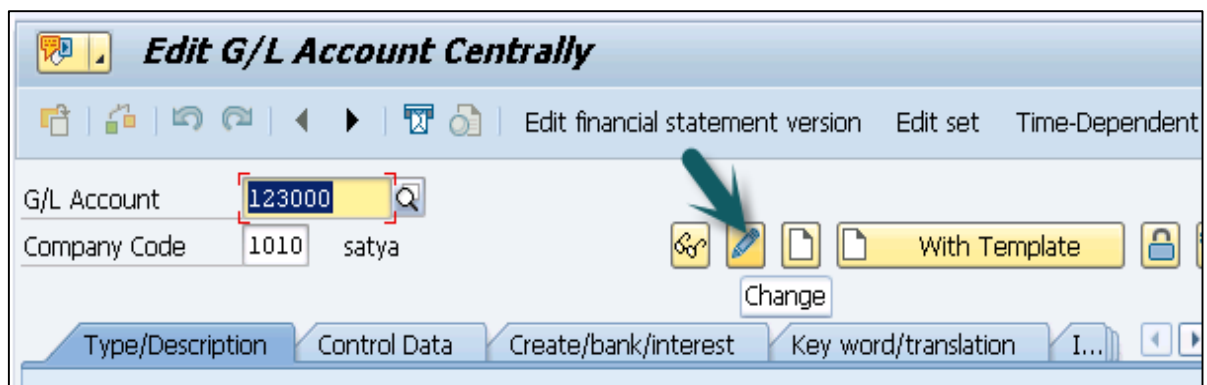 Edit G/L Account Centrally
Edit financial statement version Edit set Time-Dependent
G/L Account 123000
Company Code 1010 satya
With Template
Change
Type/Description Control Data Create/bank/interest Key word/translation I...